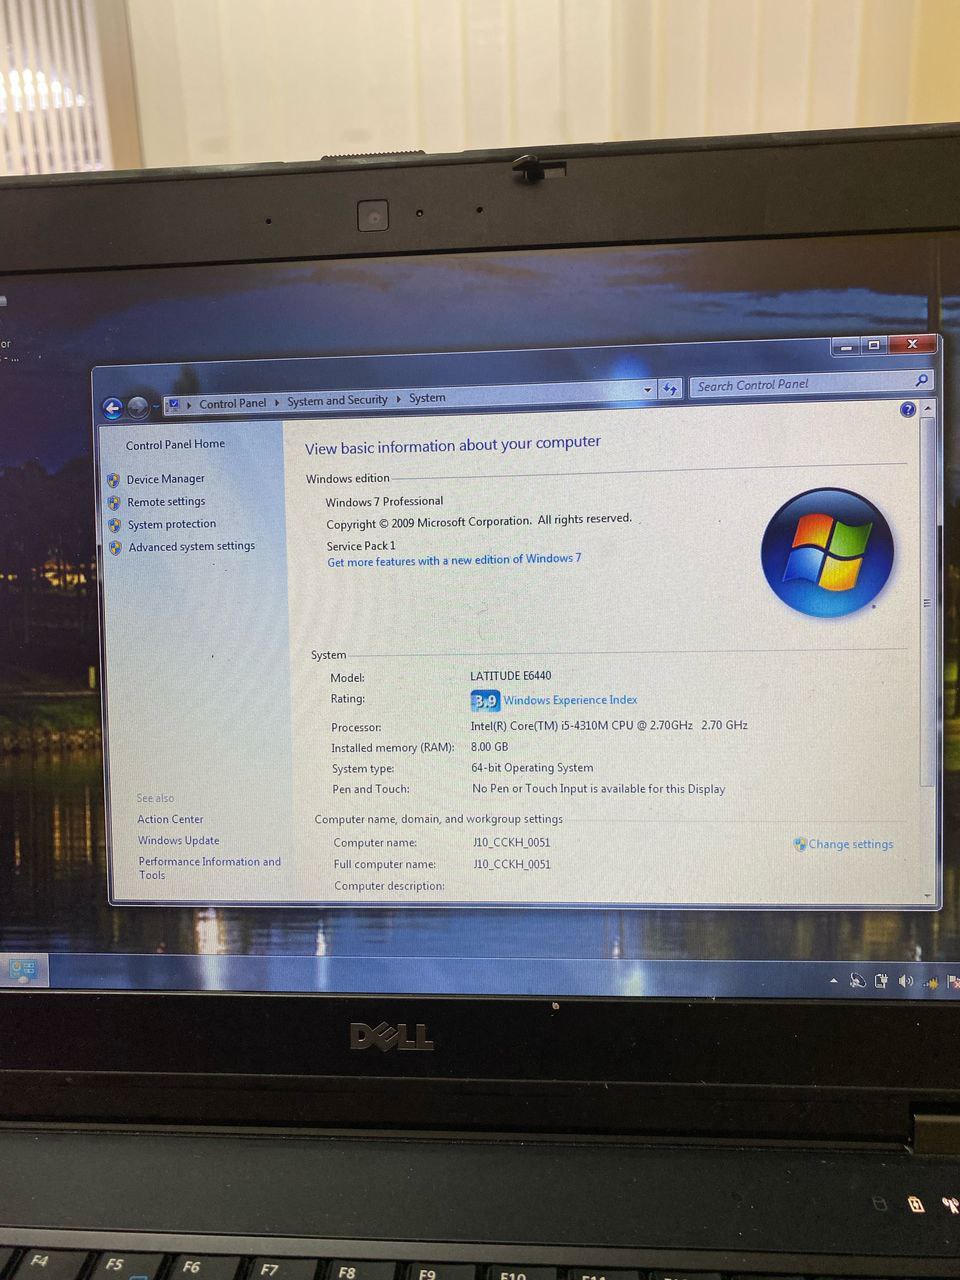 or
- ...
Control Panel
System and Security
System
Search Control Panel
Control Panel Home
Device Manager
Remote settings
System protection
Advanced system settings
See also
Action Center
Windows Update
Performance Information and
Tools
View basic information about your computer
Windows edition
Windows 7 Professional
Copyright © 2009 Microsoft Corporation. All rights reserved.
Service Pack 1
Get more features with a new edition of Windows 7
System
Model: LATITUDE E6440
Rating: 3.9 Windows Experience Index
Processor: Intel(R) Core(TM) i5-4310M CPU @ 2.70GHz 2.70 GHz
Installed memory (RAM): 8.00 GB
System type: 64-bit Operating System
Pen and Touch: No Pen or Touch Input is available for this Display
Computer name, domain, and workgroup settings
Computer name: J10_CCKH_0051 Change settings
Full computer name: J10_CCKH_0051
Computer description:
DELL
F4 F5 F6 F7 F8 F9 F10 F11